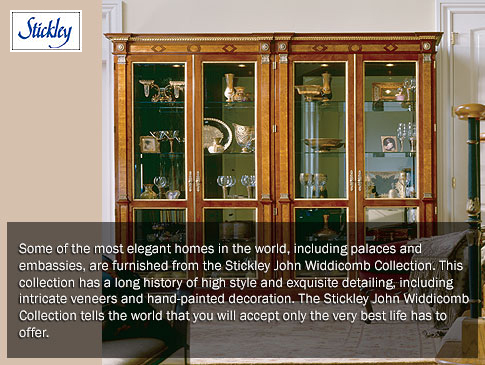 Stickley
Some of the most elegant homes in the world, including palaces and
embassies, are furnished from the Stickley John Widdicomb Collection. This
collection has a long history of high style and exquisite detailing, including
intricate veneers and hand-painted decoration. The Stickley John Widdicomb
Collection tells the world that you will accept only the very best life has to
offer.